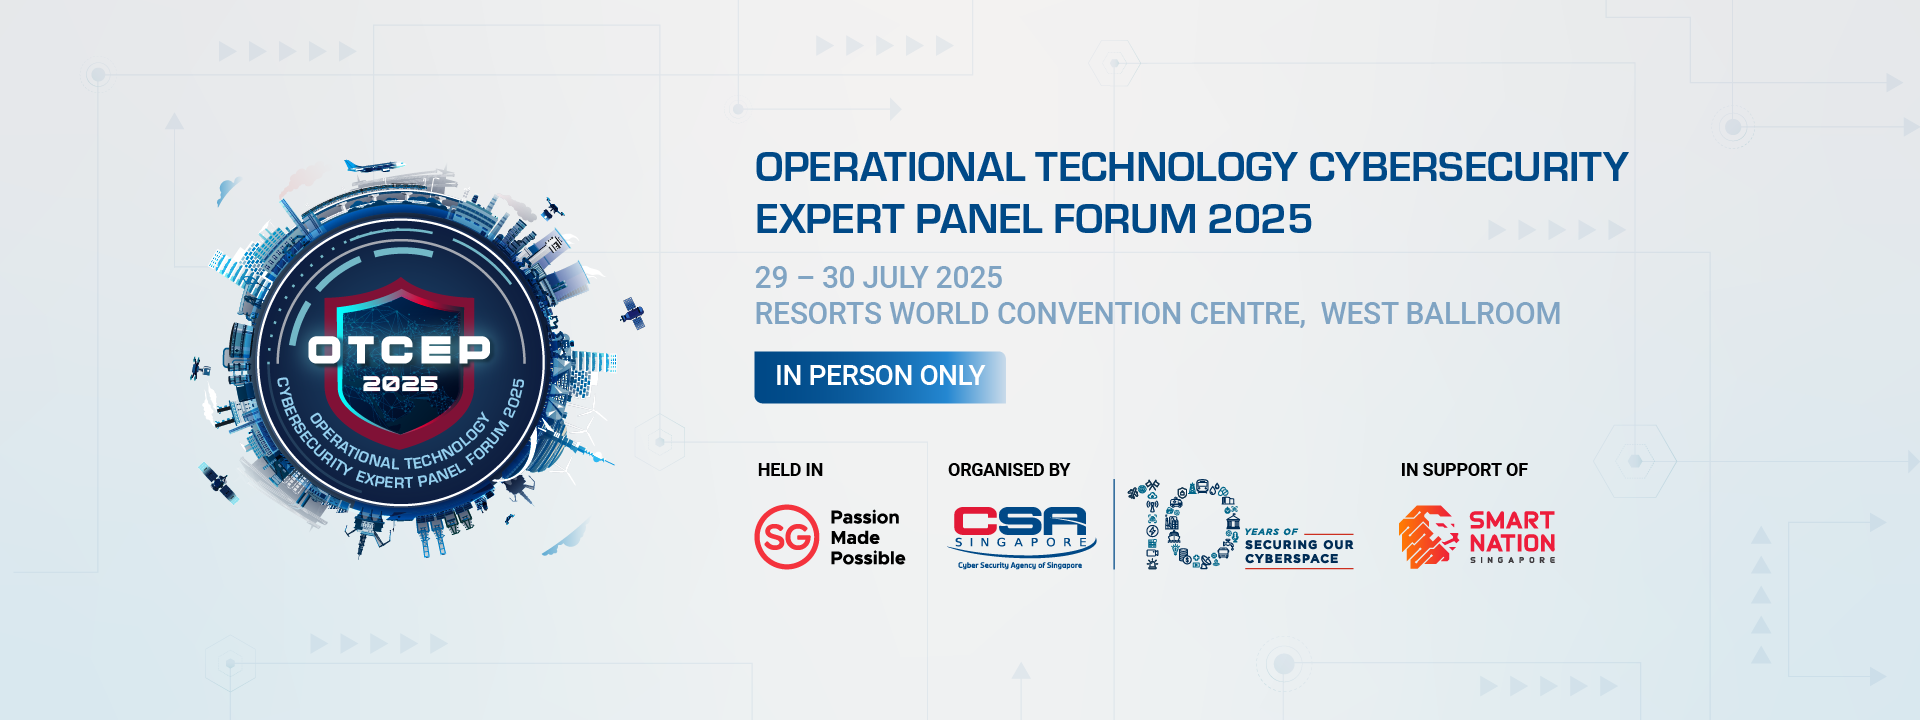 OTCEP
2025
OPERATIONAL TECHNOLOGY
CYBERSECURITY EXPERT PANEL FORUM 2025
OPERATIONAL TECHNOLOGY CYBERSECURITY
EXPERT PANEL FORUM 2025
29 – 30 JULY 2025
RESORTS WORLD CONVENTION CENTRE, WEST BALLROOM
IN PERSON ONLY
HELD IN
SG
Passion
Made
Possible
ORGANISED BY
CSA
SINGAPORE
Cyber Security Agency of Singapore
10
YEARS OF
SECURING OUR
CYBERSPACE
IN SUPPORT OF
SMART
NATION
SINGAPORE